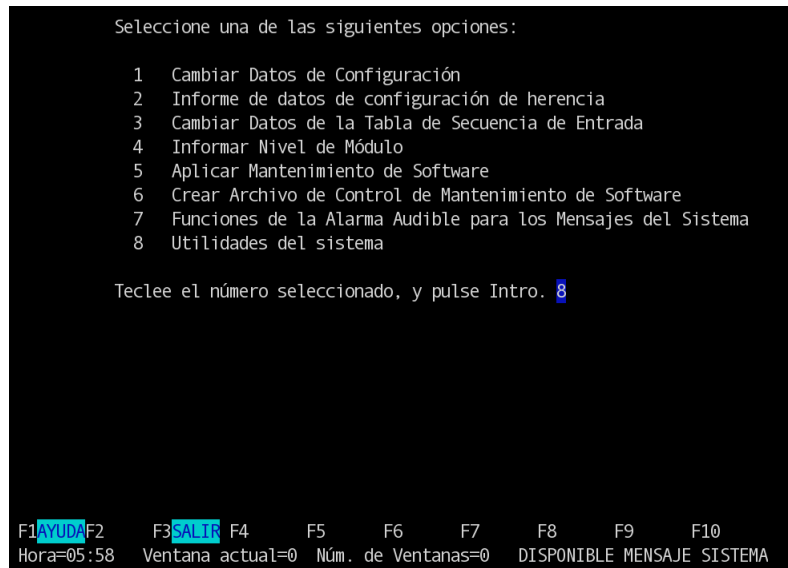 Seleccione una de las siguientes opciones:
1 Cambiar Datos de Configuración
2 Informe de datos de configuración de herencia
3 Cambiar Datos de la Tabla de Secuencia de Entrada
4 Informar Nivel de Módulo
5 Aplicar Mantenimiento de Software
6 Crear Archivo de Control de Mantenimiento de Software
7 Funciones de la Alarma Audible para los Mensajes del Sistema
8 Utilidades del sistema
Teclee el número seleccionado, y pulse Intro. 8
F1AYUDAF2 F3SALIR F4 F5 F6 F7 F8 F9 F10
Hora=05:58 Ventana actual=0 Núm. de Ventanas=0 DISPONIBLE MENSAJE SISTEMA